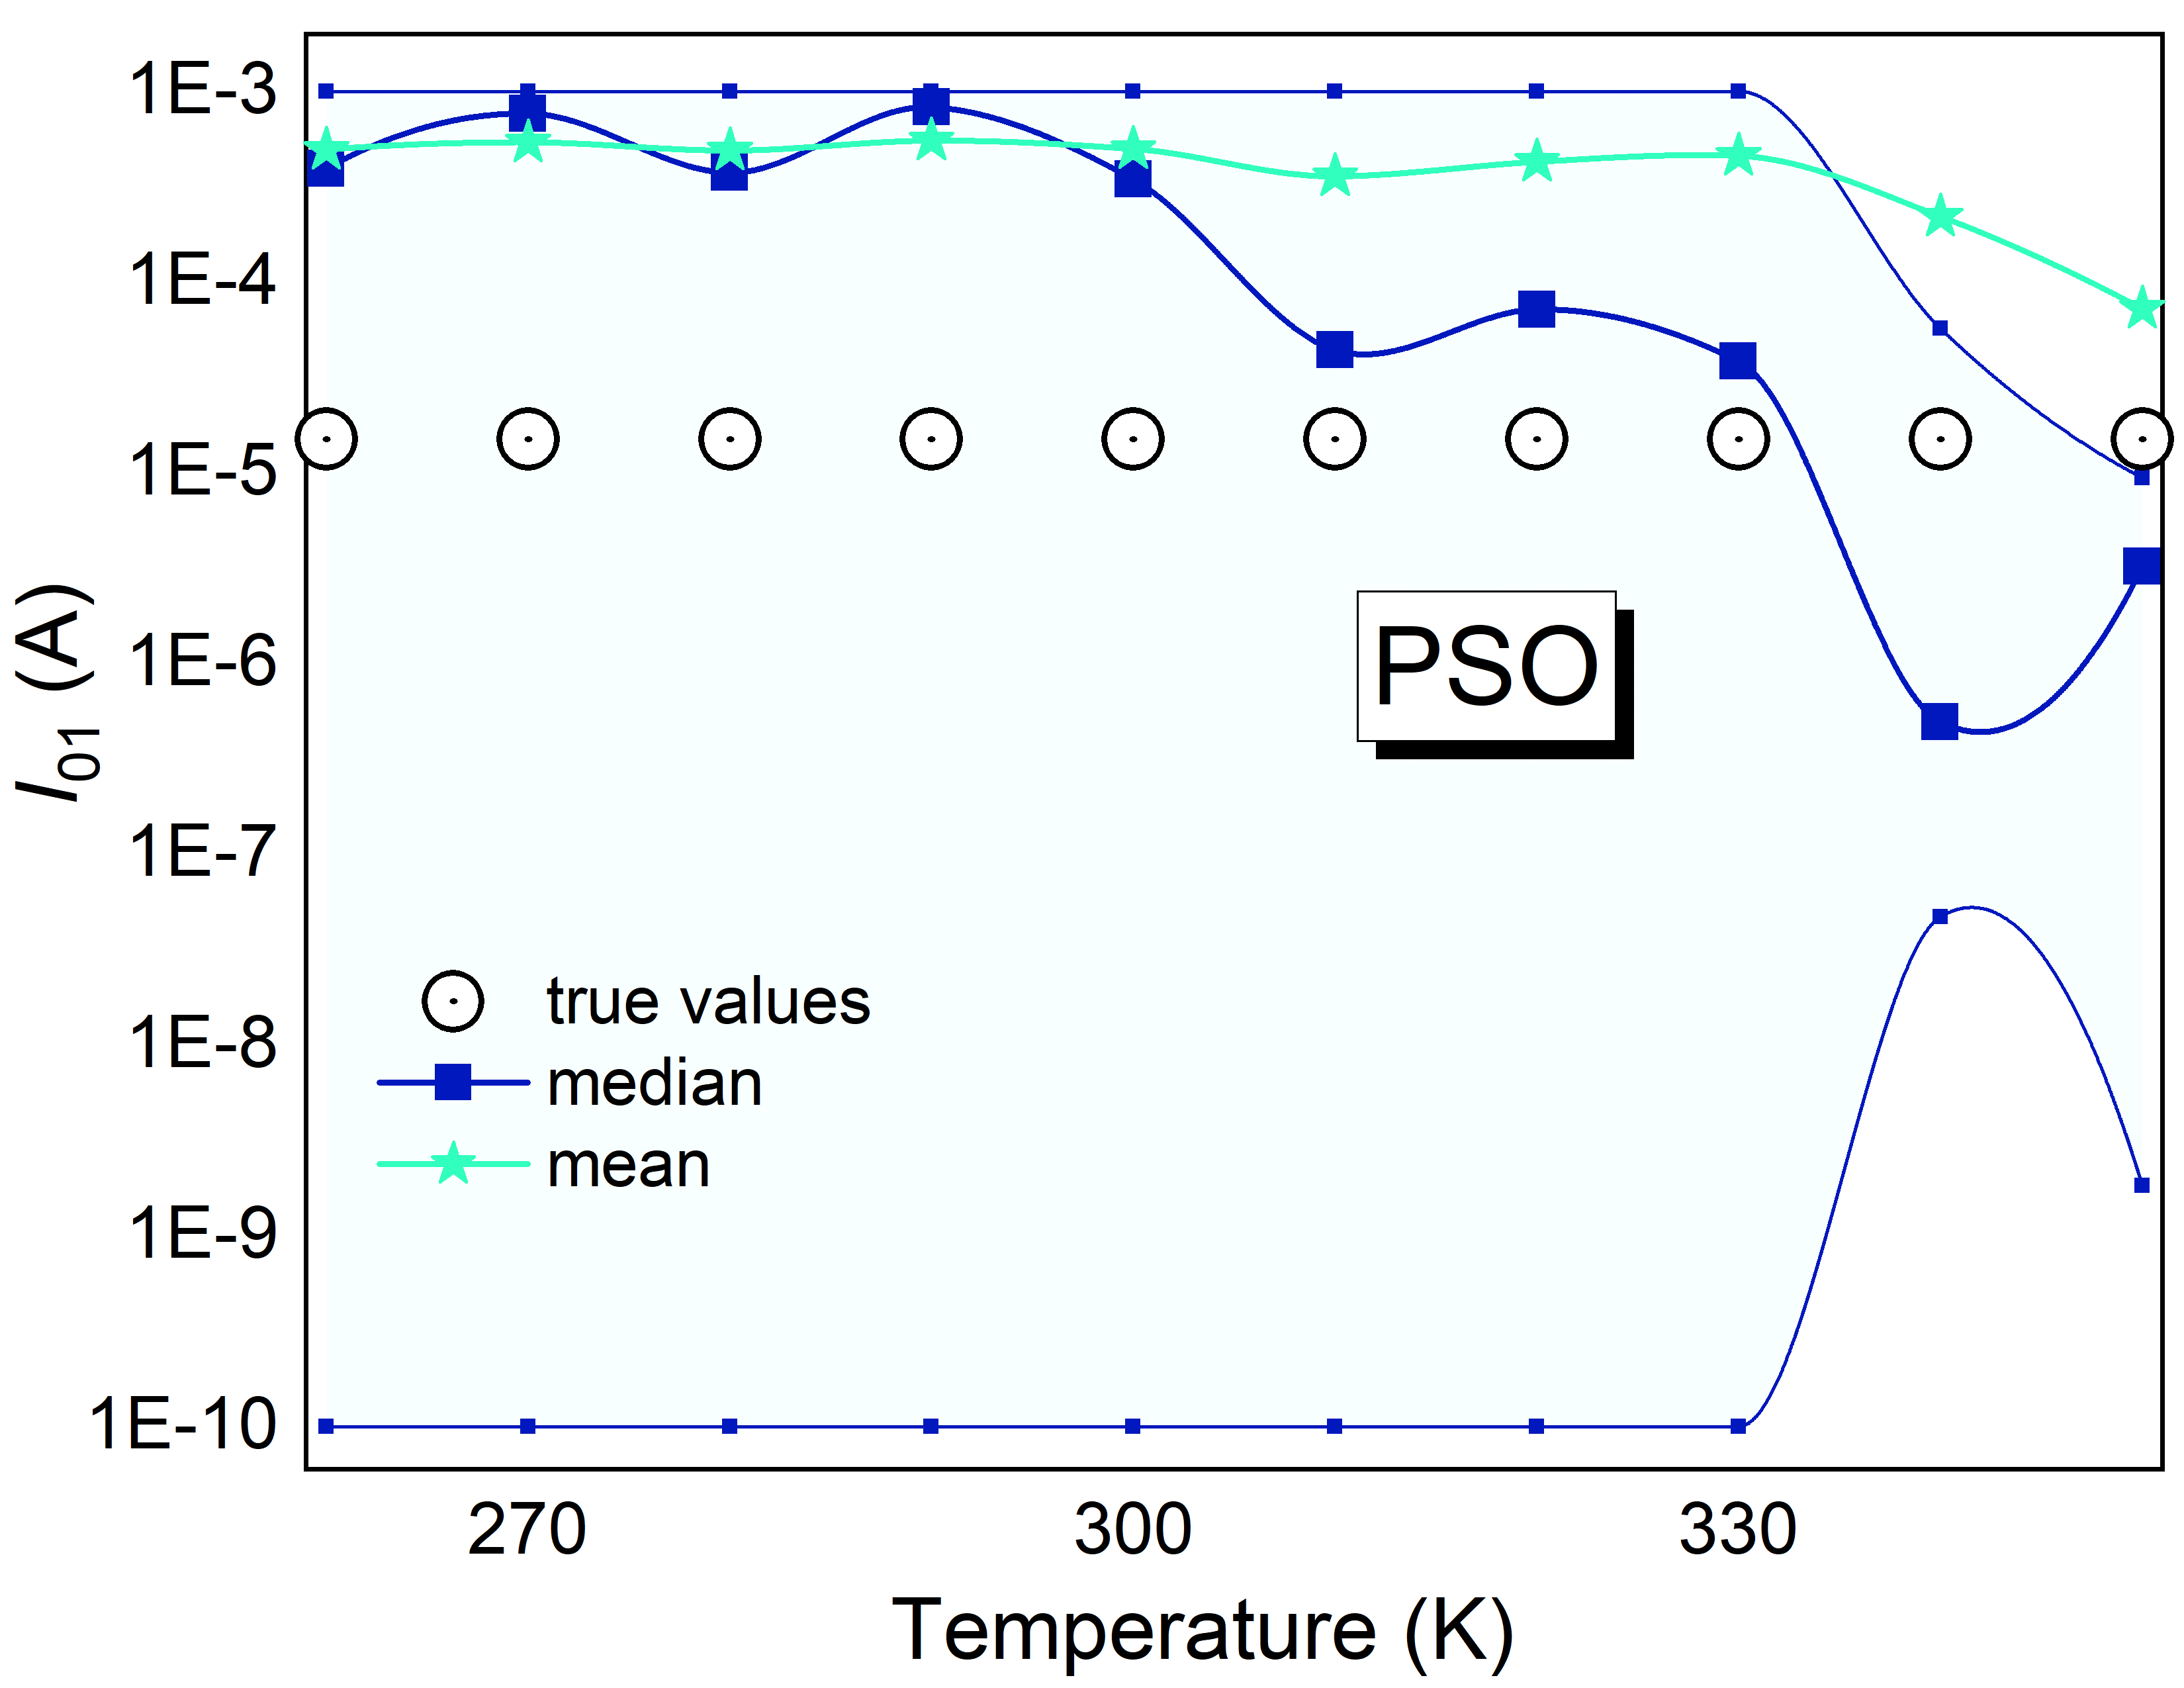 1E-3
1E-4
1E-5
1E-6
1E-7
1E-8
1E-9
1E-10
I01 (A)
PSO
true values
median
mean
270 300 330
Temperature (K)